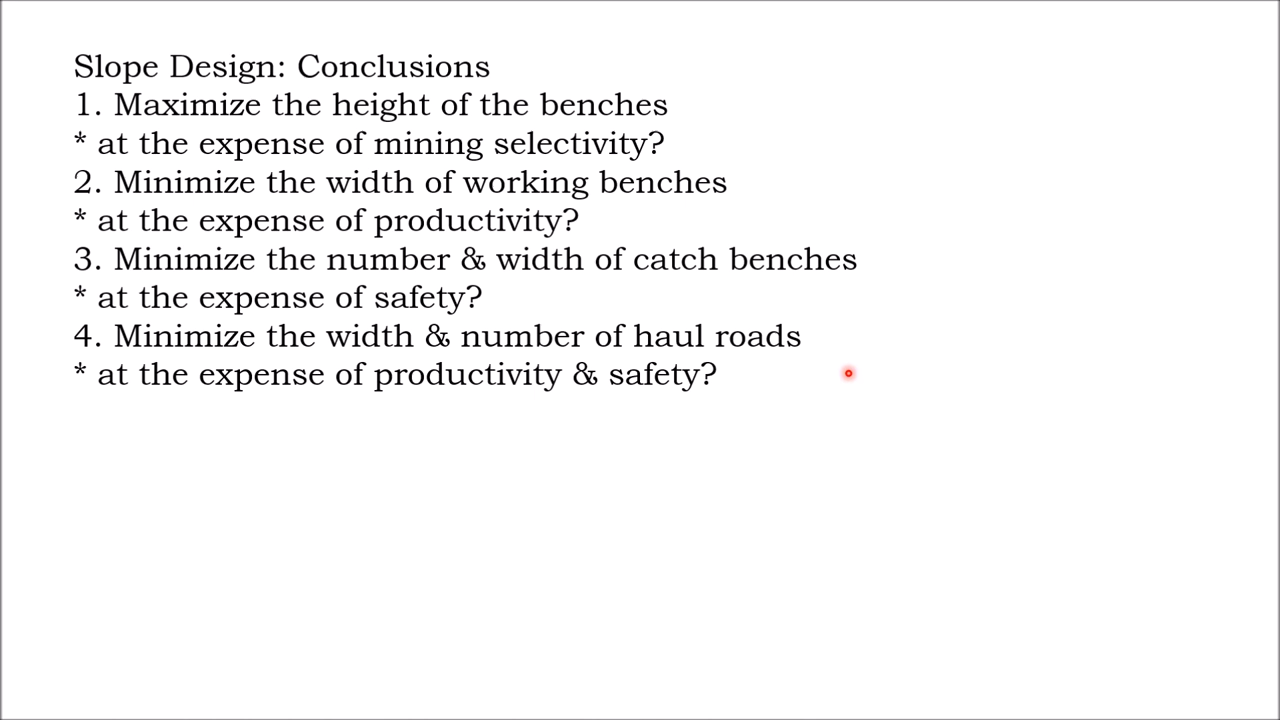 Slope Design: Conclusions
1. Maximize the height of the benches
* at the expense of mining selectivity?
2. Minimize the width of working benches
* at the expense of productivity?
3. Minimize the number & width of catch benches
* at the expense of safety?
4. Minimize the width & number of haul roads
* at the expense of productivity & safety?